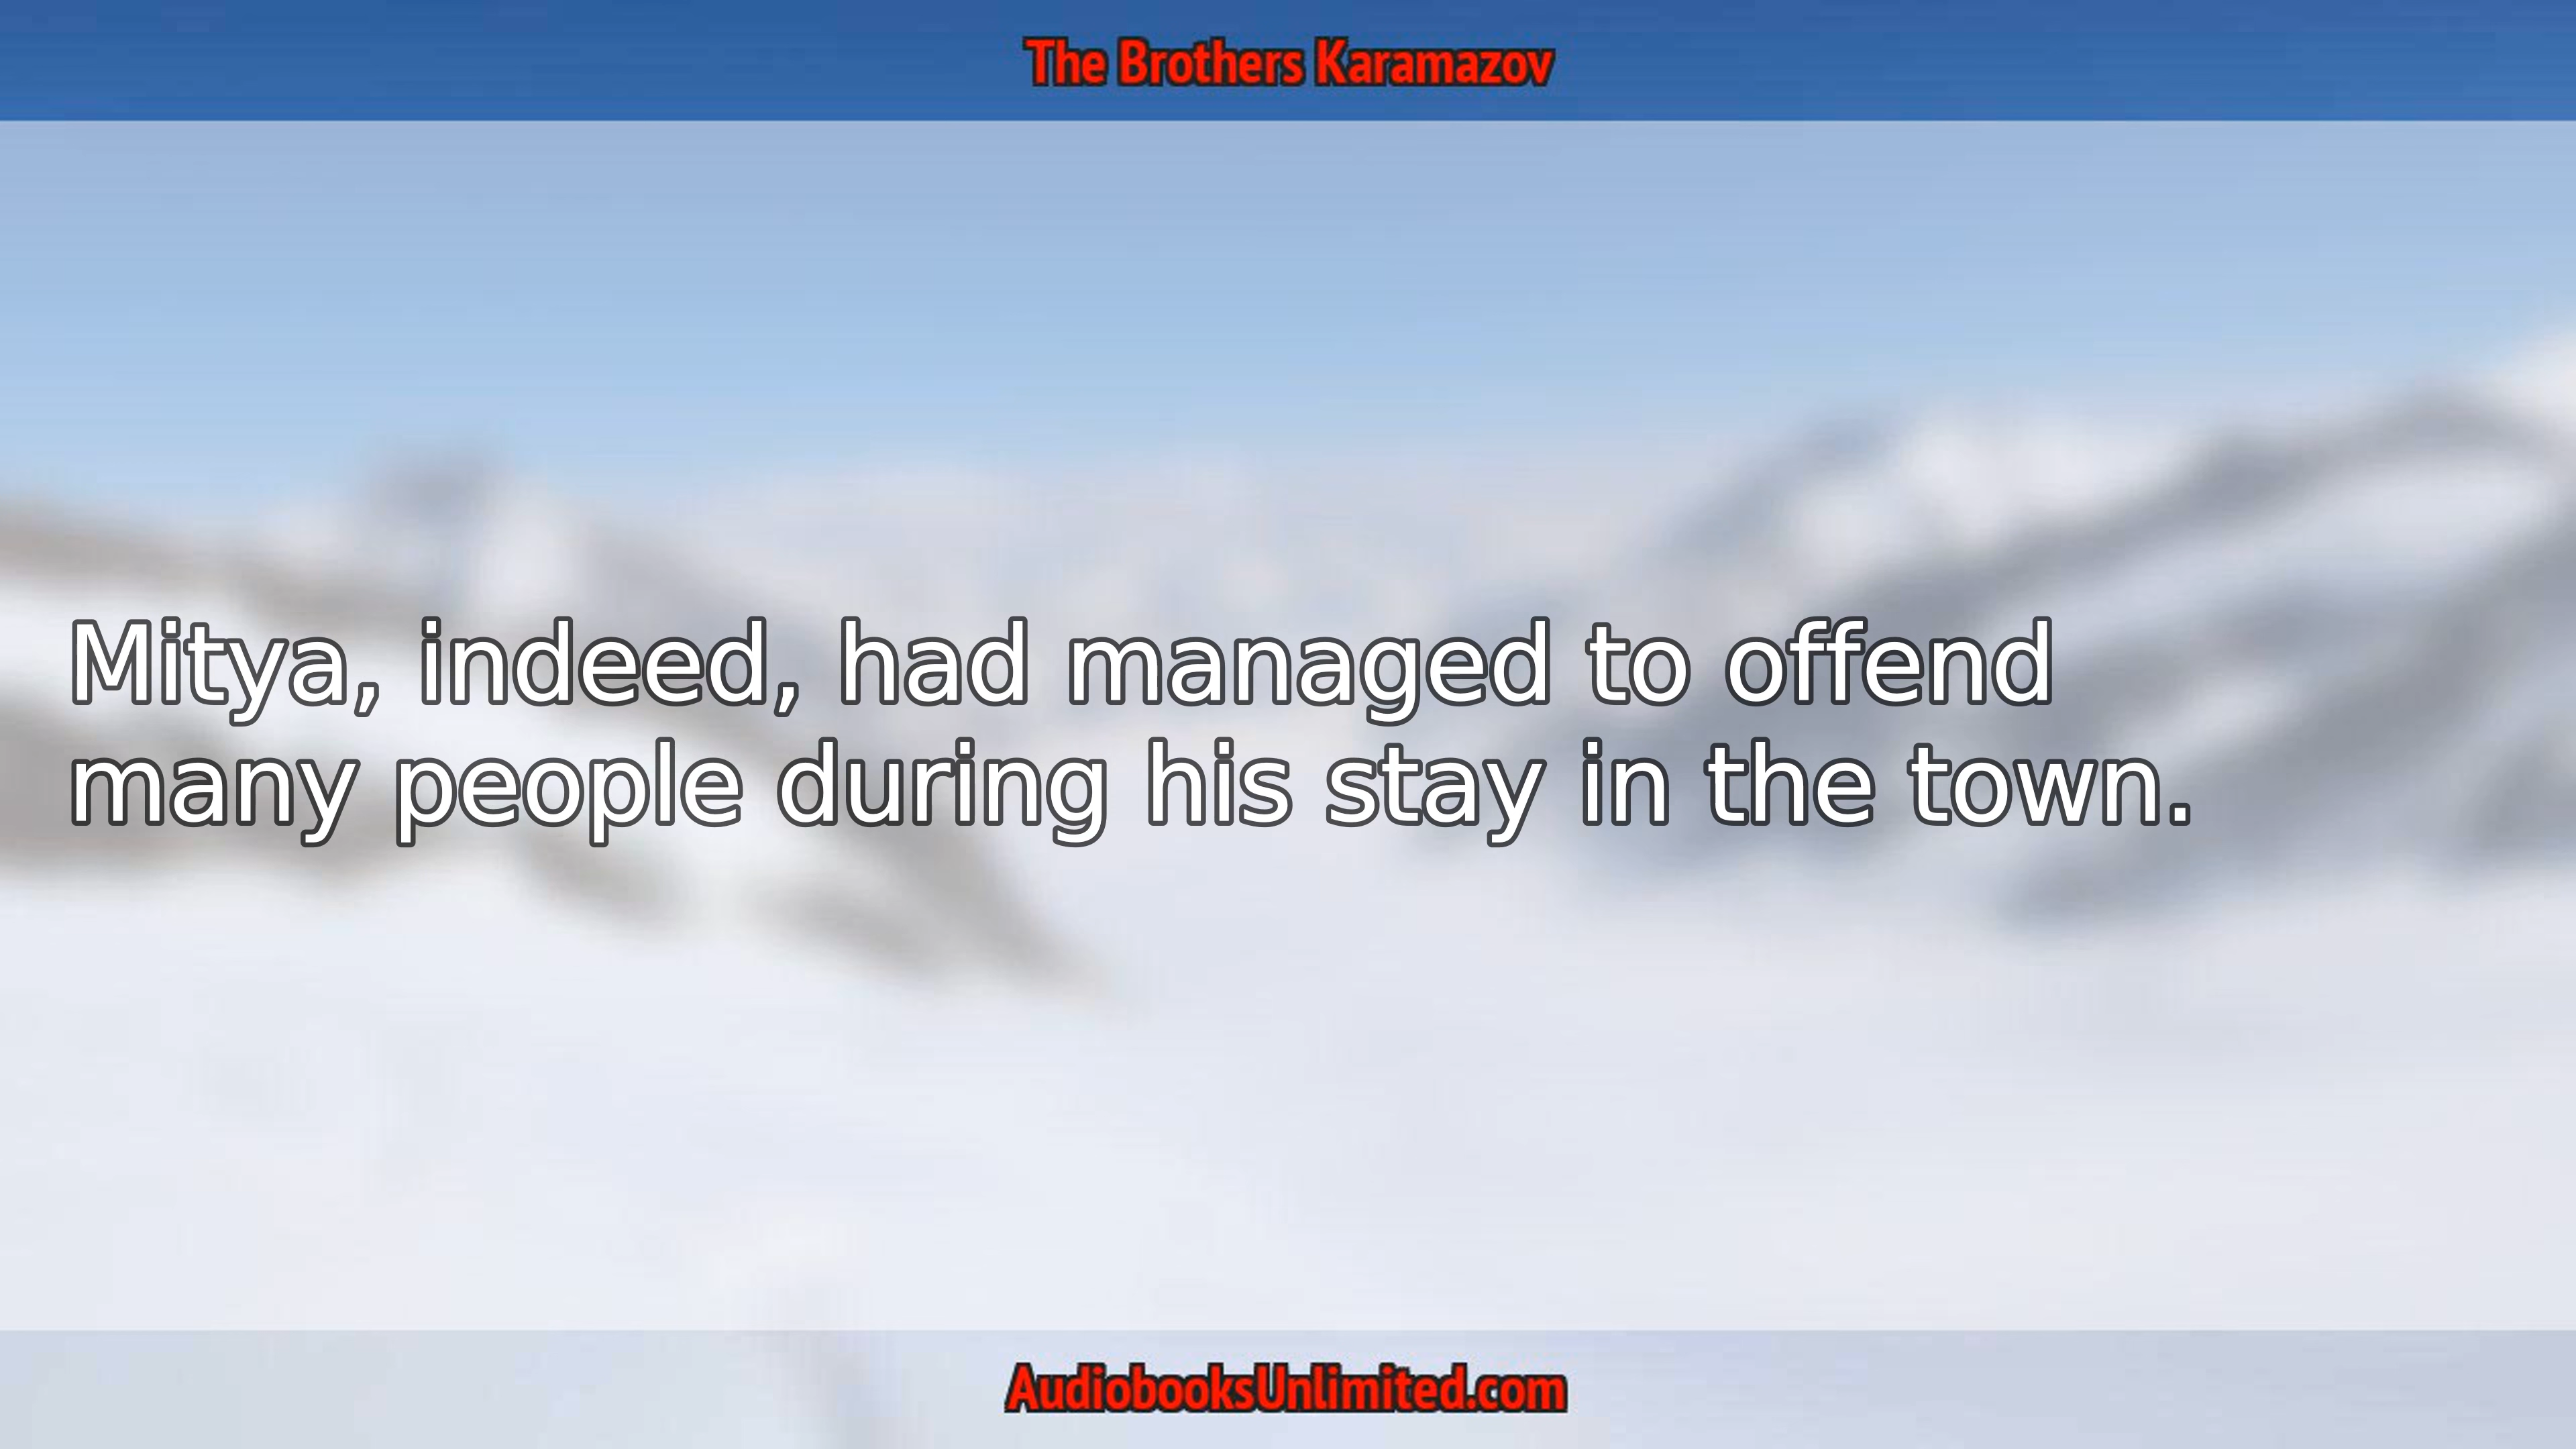 The Brothers Karamazov
Mitya, indeed, had managed to offend
many people during his stay in the town.
AudiobooksUnlimited.com